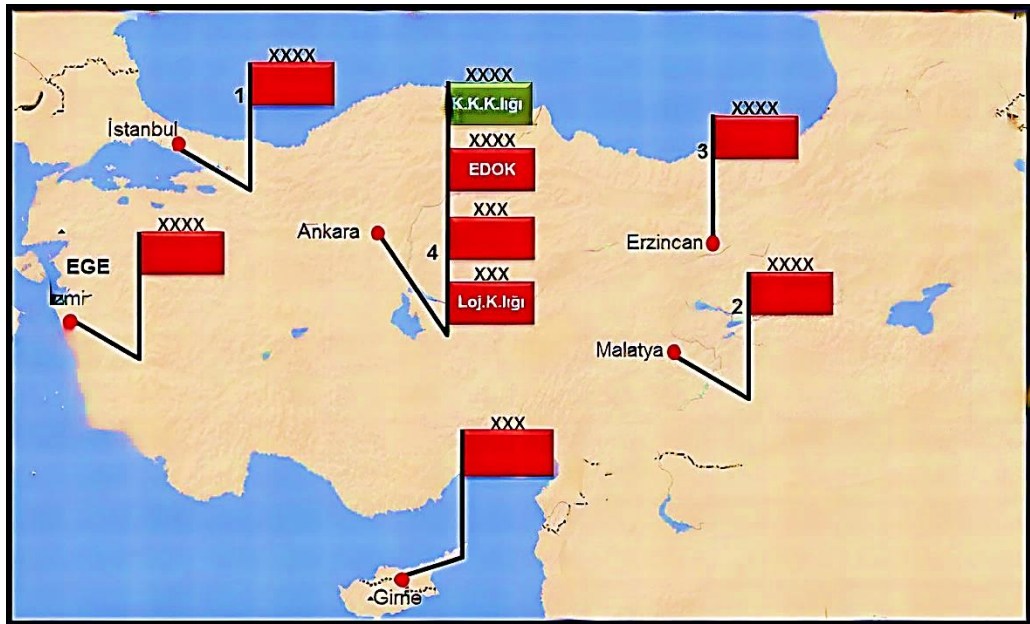 XXXX
1
İstanbul
XXXX
K.K.K.lığı
XXXX
EDOK
XXX
4
XXX
Loj.K.lığı
Ankara
XXXX
3
Erzincan
XXXX
EGE
İzmir
XXXX
2
Malatya
XXX
Girne